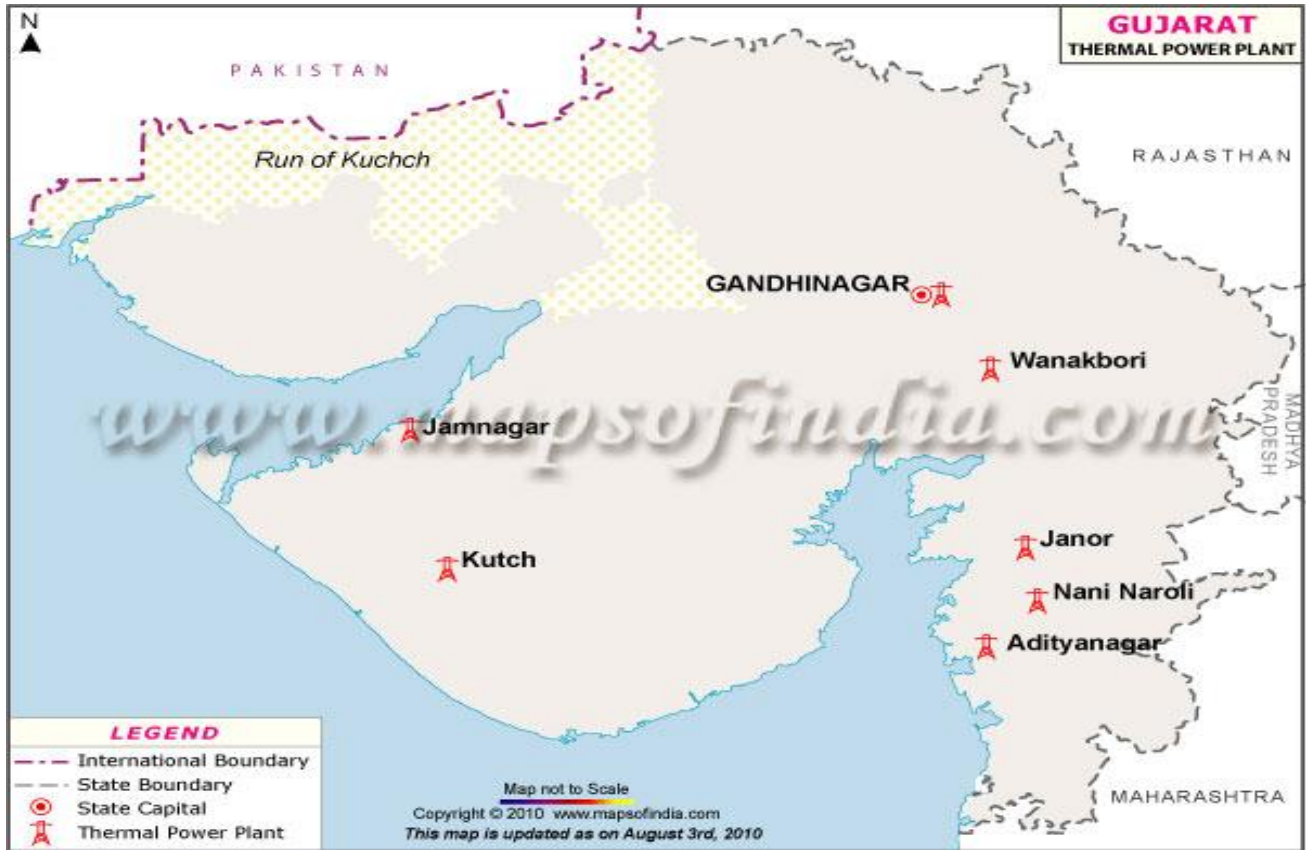 N
GUJARAT
THERMAL POWER PLANT
PAKISTAN
Run of Kuchch
RAJASTHAN
GANDHINAGAR
Wanakbori
MADHYA
PRADESH
www.mapsofindia.com
Jamnagar
Janor
Kutch
Nani Naroli
Adityanagar
MAHARASHTRA
LEGEND
International Boundary
State Boundary
State Capital
Thermal Power Plant
Map not to Scale
Copyright © 2010 www.mapsofindia.com
This map is updated as on August 3rd, 2010